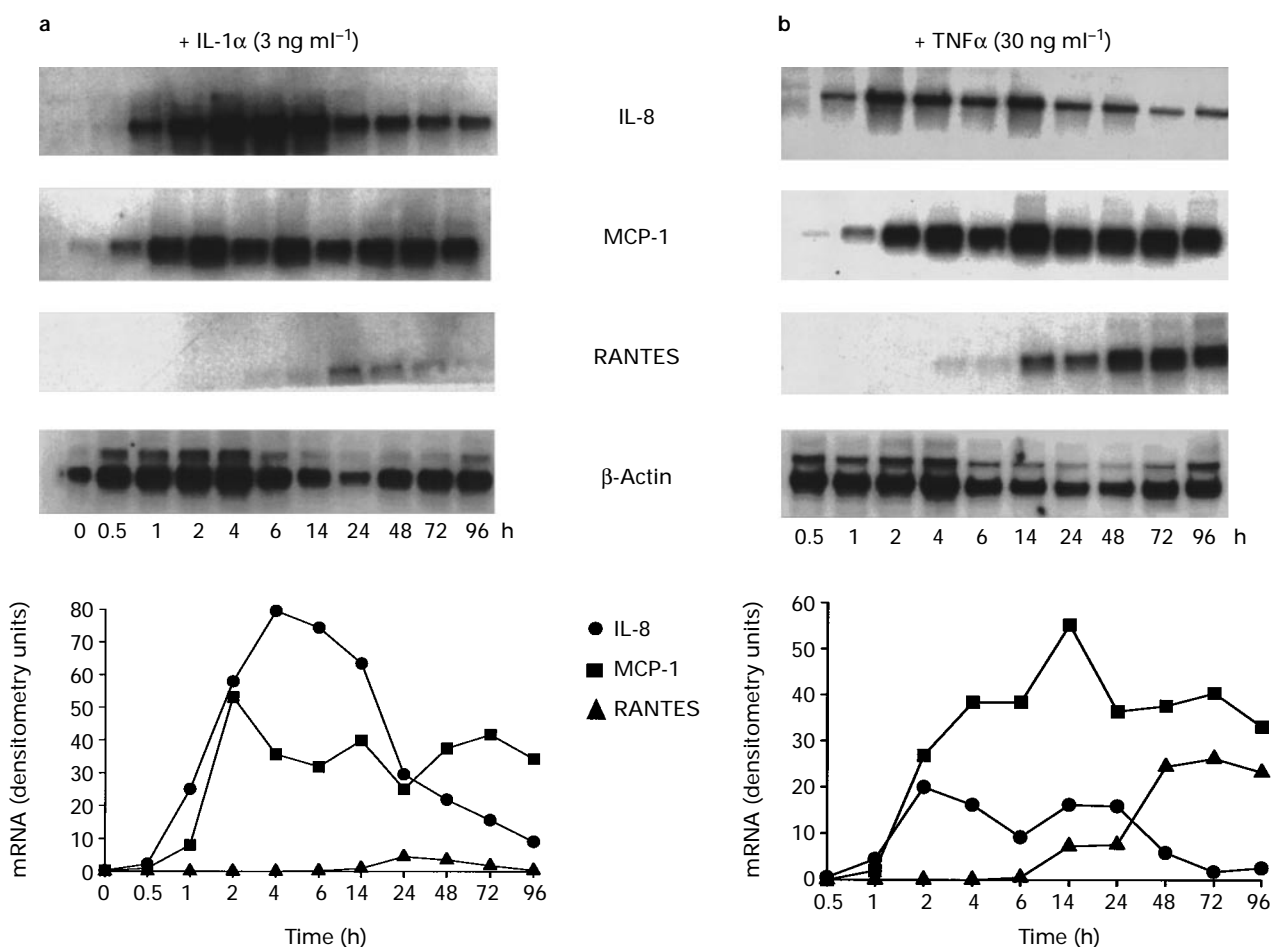 a
+ IL-1α (3 ng ml⁻¹)
b
+ TNFα (30 ng ml⁻¹)
IL-8
MCP-1
RANTES
β-Actin
0 0.5 1 2 4 6 14 24 48 72 96 h
0.5 1 2 4 6 14 24 48 72 96 h
mRNA (densitometry units)
80
70
60
50
40
30
20
10
0
0 0.5 1 2 4 6 14 24 48 72 96
Time (h)
IL-8
MCP-1
RANTES
mRNA (densitometry units)
60
50
40
30
20
10
0
0.5 1 2 4 6 14 24 48 72 96
Time (h)